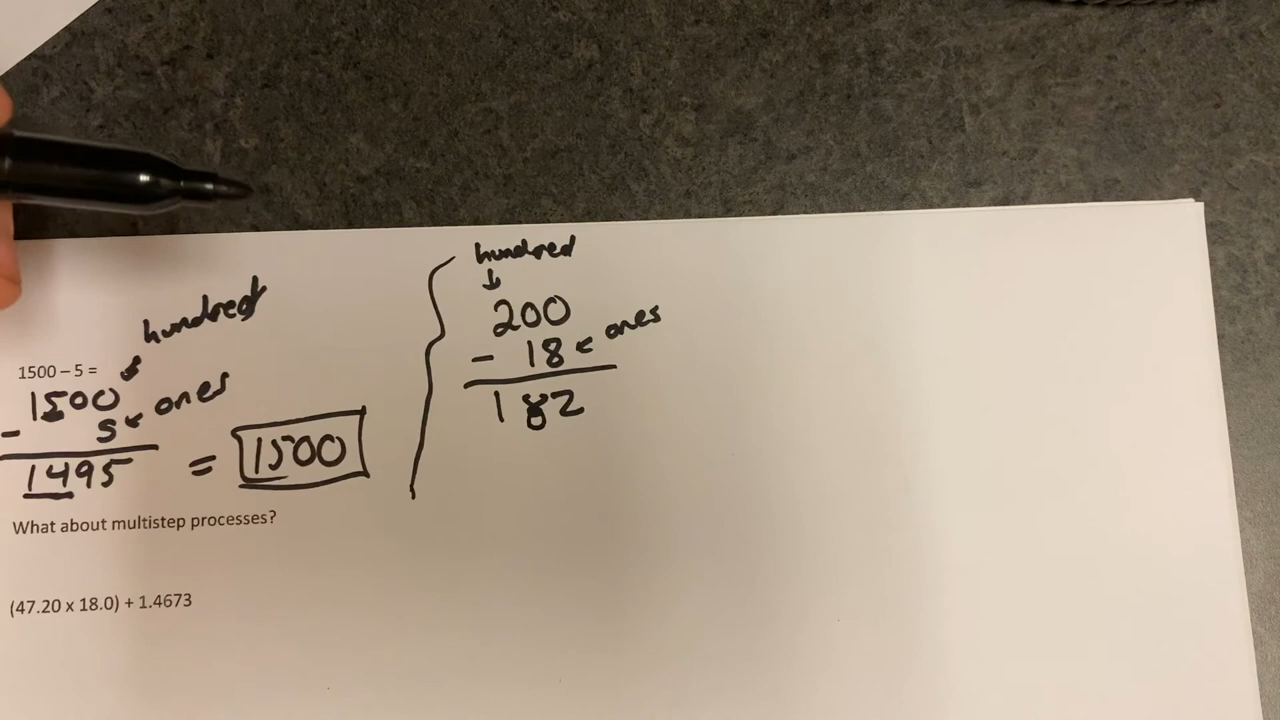 hundred
1500 – 5 =
1500
- 5 ← ones
1495 = 1500
hundred
↓
200
- 18 ← ones
182
What about multistep processes?
(47.20 x 18.0) + 1.4673